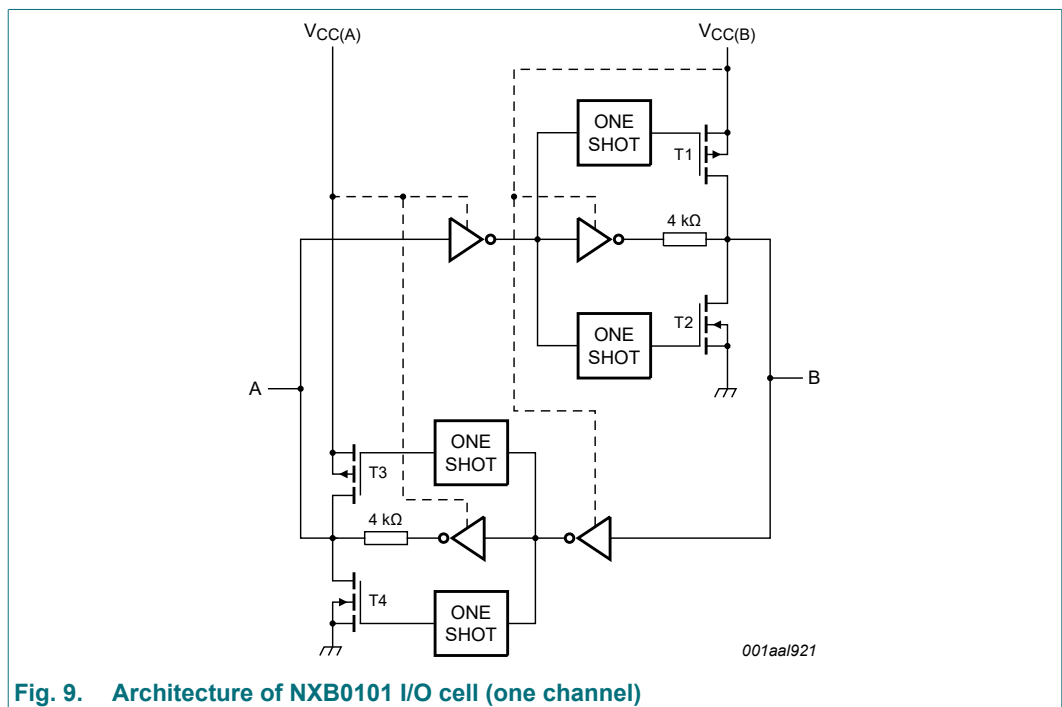 VCC(A)
VCC(B)
ONE
SHOT
T1
4 kΩ
ONE
SHOT
T2
A
B
ONE
SHOT
T3
4 kΩ
T4
ONE
SHOT
001aal921
Fig. 9. Architecture of NXB0101 I/O cell (one channel)